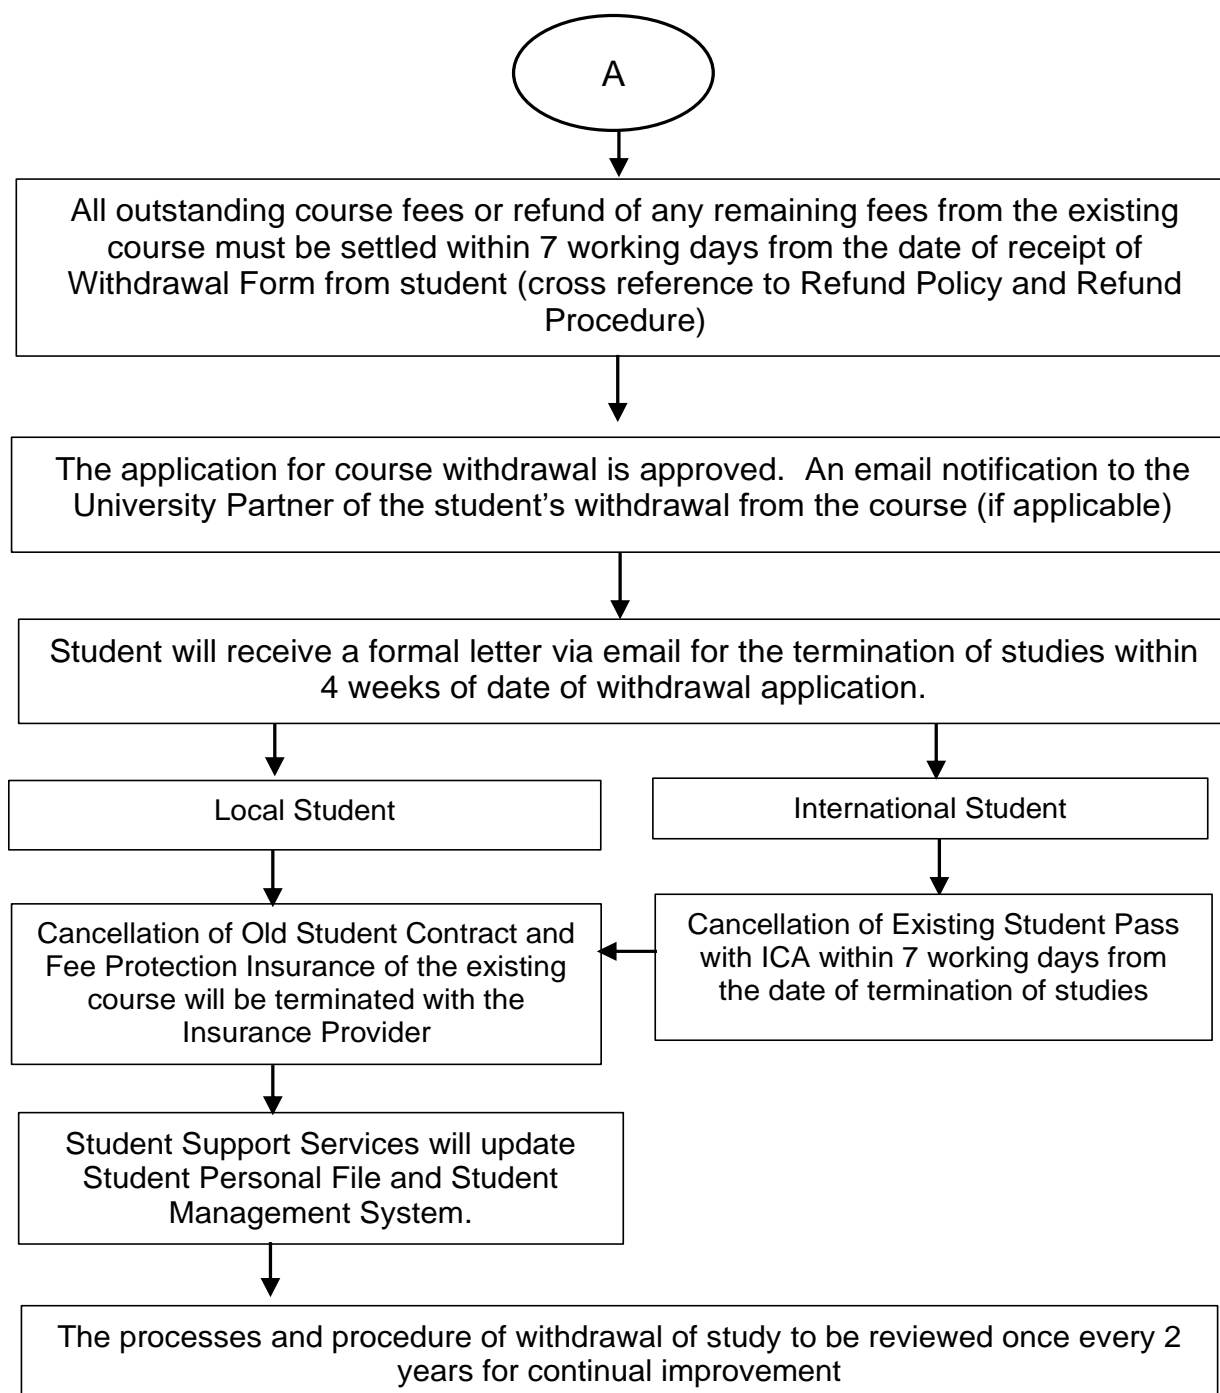 A
All outstanding course fees or refund of any remaining fees from the existing
course must be settled within 7 working days from the date of receipt of
Withdrawal Form from student (cross reference to Refund Policy and Refund
Procedure)
The application for course withdrawal is approved.  An email notification to the
University Partner of the student’s withdrawal from the course (if applicable)
Student will receive a formal letter via email for the termination of studies within
4 weeks of date of withdrawal application.
Local Student
International Student
Cancellation of Old Student Contract and
Fee Protection Insurance of the existing
course will be terminated with the
Insurance Provider
Cancellation of Existing Student Pass
with ICA within 7 working days from
the date of termination of studies
Student Support Services will update
Student Personal File and Student
Management System.
The processes and procedure of withdrawal of study to be reviewed once every 2
years for continual improvement